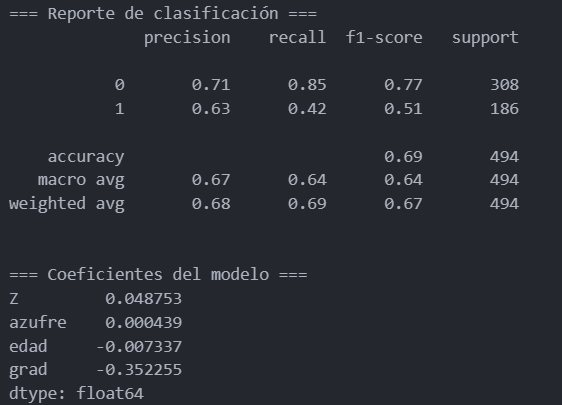 === Reporte de clasificación ===
precision recall f1-score support
0 0.71 0.85 0.77 308
1 0.63 0.42 0.51 186
accuracy 0.69 494
macro avg 0.67 0.64 0.64 494
weighted avg 0.68 0.69 0.67 494
=== Coeficientes del modelo ===
Z 0.048753
azufre 0.000439
edad -0.007337
grad -0.352255
dtype: float64